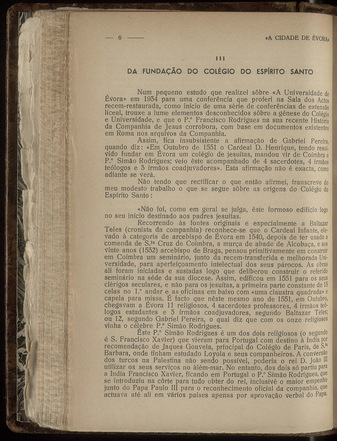 — 6 —
«A CIDADE DE ÉVORA»
III
DA FUNDAÇÃO DO COLÉGIO DO ESPÍRITO SANTO
Num pequeno estudo que realizei sôbre «A Universidade de
Évora» em 1954 para uma conferência que proferi na Sala dos Actos
recem-restaurada, como início de uma série de conferências de extensão
liceal, trouxe a lume elementos desconhecidos sôbre a génese do Colégio
e Universidade, e que o P.e Francisco Rodrigues na sua recente História
da Companhia de Jesus corrobora, com base em documentos existentes
em Roma nos arquivos da Companhia.
Assim, fica insubsistente a afirmação de Gabriel Pereira,
quando diz: «Em Outubro de 1551 o Cardeal D. Henrique, tendo resol-
vido fundar em Évora um colégio de jesuítas, mandou vir de Coimbra o
P.e Simão Rodrigues; veio êste acompanhado de 4 sacerdotes, 4 irmãos
teólogos e 5 irmãos coadjuvadores». Esta afirmação não é exacta, como
adiante se verá.
Não tendo que rectificar o que então afirmei, transcrevo do
meu modesto trabalho o que se segue sôbre as origens do Colégio do
Espírito Santo:
«Não foi, como em geral se julga, êste formoso edifício logo
no seu início destinado aos padres jesuítas.
Recorrendo às fontes originais e especialmente a Baltazar
Teles (cronista da companhia) reconhece-se que o Cardeal Infante, ele-
vado à categoria de arcebispo de Évora em 1540, depois de ter usado a
comenda de S.ta Cruz de Coimbra, a marça de abade de Alcobaça, e um
visto anos (1552) arcebispo de Braga, pensou primitivamente em construir
em Coimbra um seminário, junto da recem-transferida e melhorada Uni-
versidade, para aperfeiçoamento intelectual dos seus párocos. As obras
ali foram iniciadas e sustadas logo que deliberou construir o referido
seminário na séde da sua diocese. Assim, edificou em 1551 para os seus
clérigos seculares, e não para os jesuítas, a primeira parte constante de 15
celas no 1.º andar e as oficinas em baixo com «uma claustra quadrada e
capela para missa. É facto que nêste mesmo ano de 1551, em Outubro,
chegavam a Évora 11 religiosos, 4 sacerdotes professores, 4 irmãos teó-
logos estudantes e 3 irmãos coadjuvadores, segundo Baltazar Teles;
ou 12, segundo Gabriel Pereira, o qual diz que com os onze religiosos
vinha o célebre P.e Simão Rodrigues.
Êste P.e Simão Rodrigues é um dos dois religiosos (o segundo
é S. Francisco Xavier) que vieram para Portugal com destino à Índia por
recomendação de Jaques Gouveia, principal do Colégio de Paris, de S.ta
Barbara, onde tinham estudado Loyola e seus companheiros. A conversão
dos turcos na Palestina não sendo possível, poderia o rei D. João III
utilizar os seus serviços no além-mar. No entanto, dos dois só partiu para
a Índia Francisco Xavier, ficando em Portugal o P.e Simão Rodrigues, que
se introduziu na côrte para tudo obter do rei, inclusivé o maior empenho
junto do Papa Paulo III para o reconhecimento oficial da companhia, que
actuava até ali em vários países apenas por aprovação verbal do Papa.